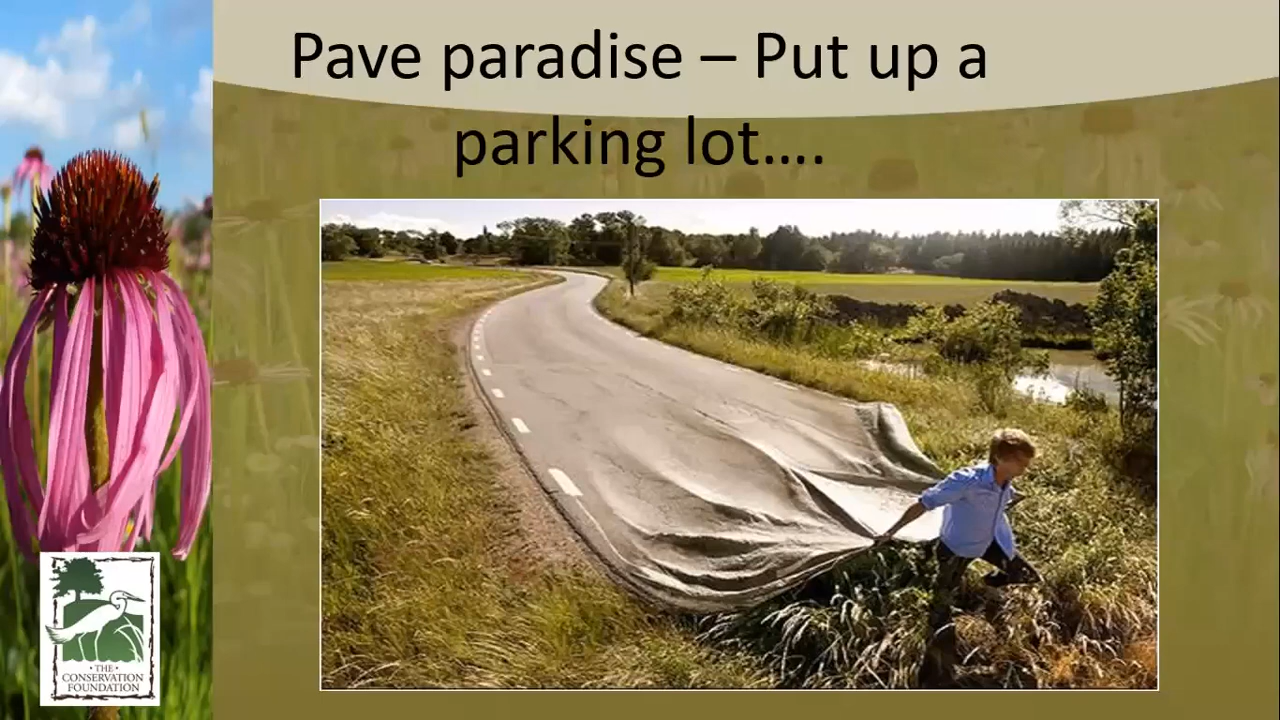 Pave paradise – Put up a
parking lot….
· THE ·
CONSERVATION
FOUNDATION